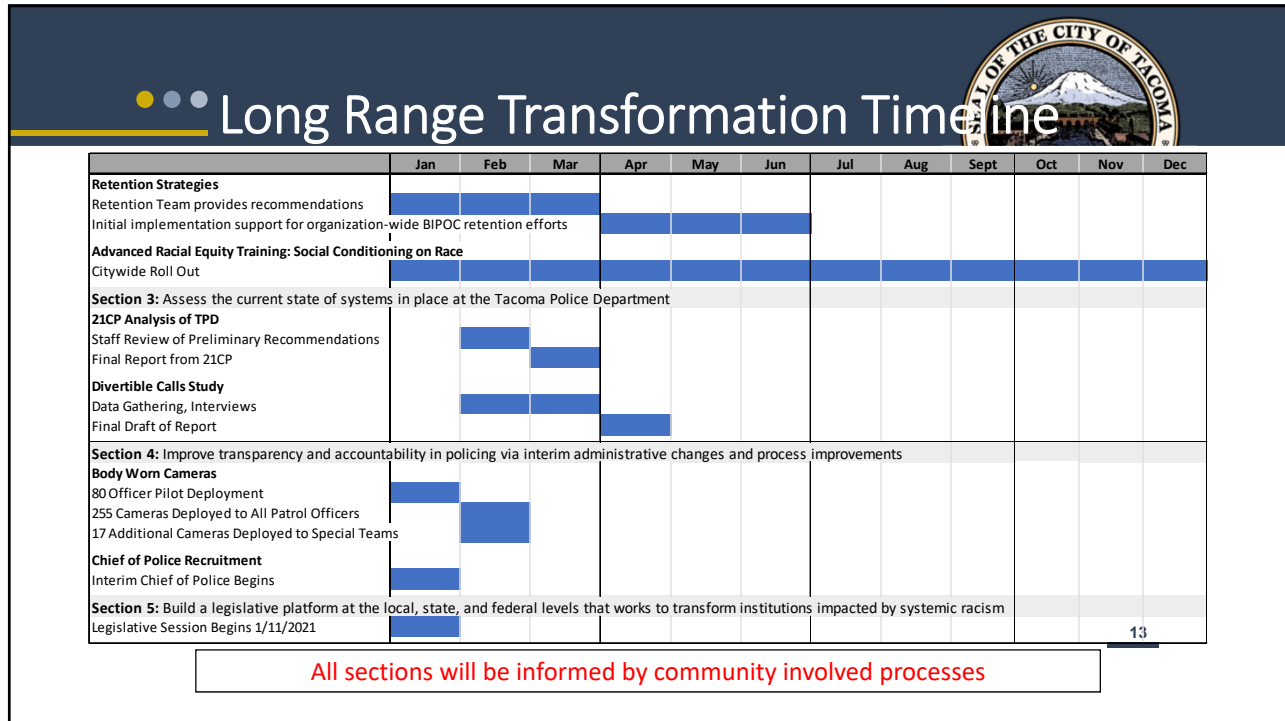 SEAL OF THE CITY OF TACOMA
Long Range Transformation Timeline
Jan Feb Mar Apr May Jun Jul Aug Sept Oct Nov Dec
Retention Strategies
Retention Team provides recommendations
Initial implementation support for organization-wide BIPOC retention efforts
Advanced Racial Equity Training: Social Conditioning on Race
Citywide Roll Out
Section 3: Assess the current state of systems in place at the Tacoma Police Department
21CP Analysis of TPD
Staff Review of Preliminary Recommendations
Final Report from 21CP
Divertible Calls Study
Data Gathering, Interviews
Final Draft of Report
Section 4: Improve transparency and accountability in policing via interim administrative changes and process improvements
Body Worn Cameras
80 Officer Pilot Deployment
255 Cameras Deployed to All Patrol Officers
17 Additional Cameras Deployed to Special Teams
Chief of Police Recruitment
Interim Chief of Police Begins
Section 5: Build a legislative platform at the local, state, and federal levels that works to transform institutions impacted by systemic racism
Legislative Session Begins 1/11/2021
13
All sections will be informed by community involved processes